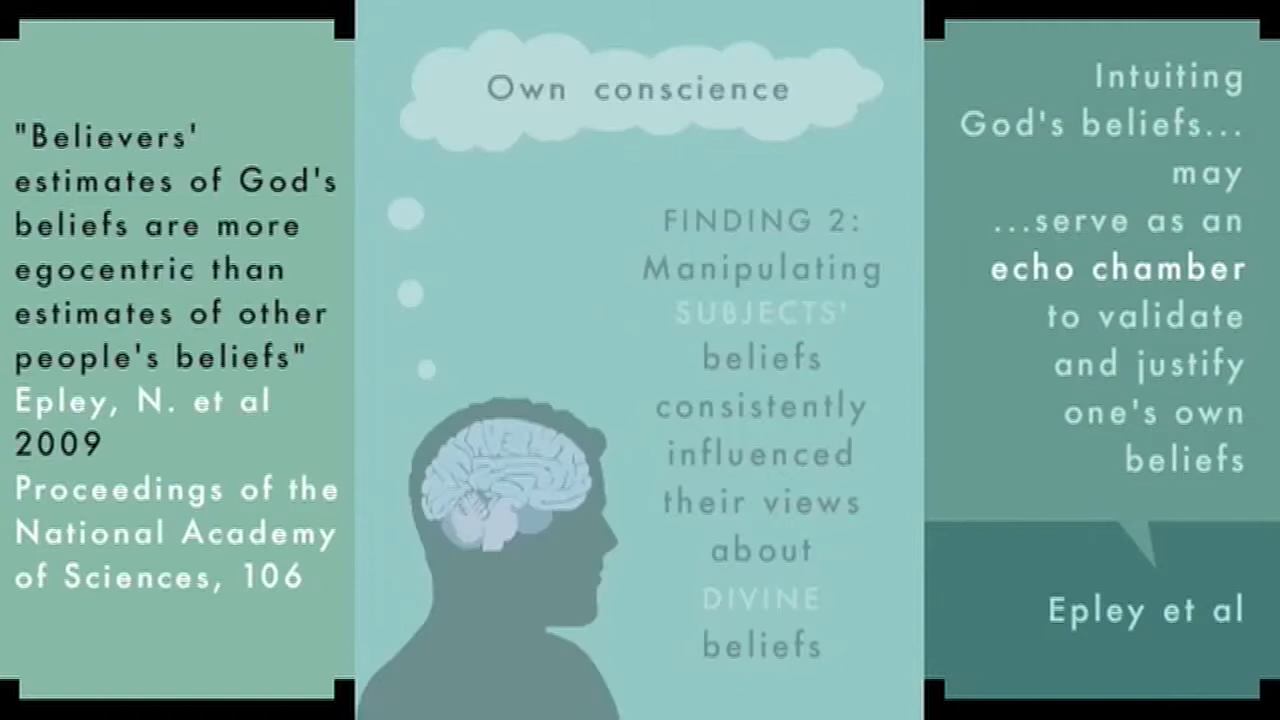 "Believers'
estimates of God's
beliefs are more
egocentric than
estimates of other
people's beliefs"
Epley, N. et al
2009
Proceedings of the
National Academy
of Sciences, 106
Own conscience
FINDING 2:
Manipulating
SUBJECTS'
beliefs
consistently
influenced
their views
about
DIVINE
beliefs
Intuiting
God's beliefs...
may
...serve as an
echo chamber
to validate
and justify
one's own
beliefs
Epley et al